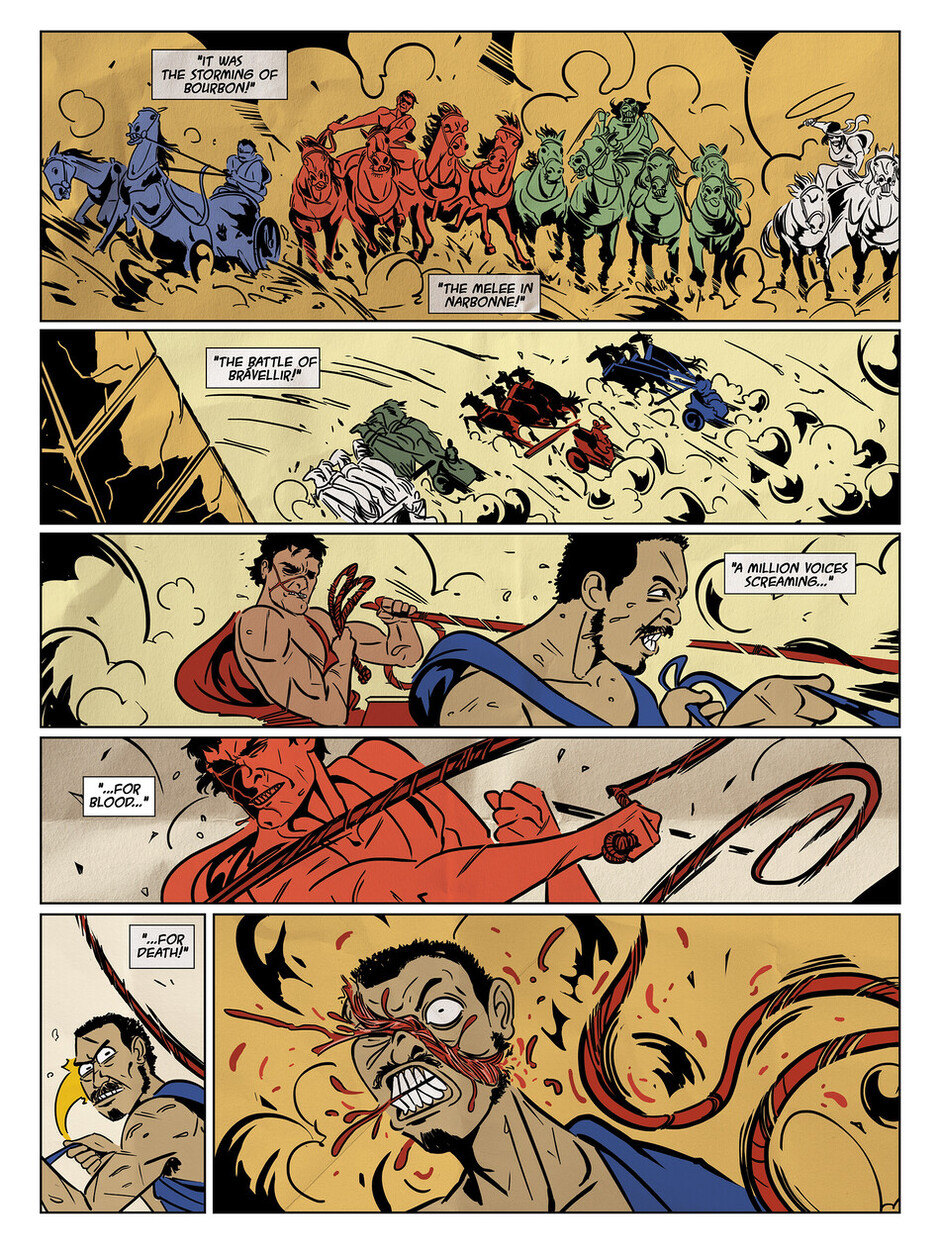 "IT WAS
THE STORMING OF
BOURBON!"
"THE MELEE IN
NARBONNE!"
"THE BATTLE OF
BRÅVELLIR!"
"A MILLION VOICES
SCREAMING..."
"...FOR
BLOOD..."
"...FOR
DEATH!"